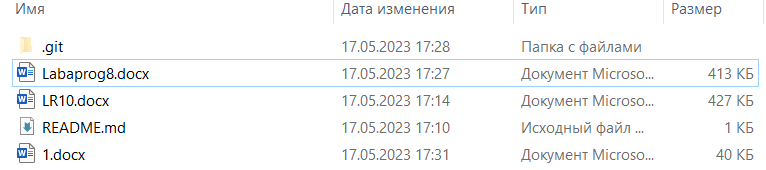 Имя Дата изменения Тип Размер
.git 17.05.2023 17:28 Папка с файлами
Labaprog8.docx 17.05.2023 17:27 Документ Microso... 413 КБ
LR10.docx 17.05.2023 17:14 Документ Microso... 427 КБ
README.md 17.05.2023 17:10 Исходный файл ... 1 КБ
1.docx 17.05.2023 17:31 Документ Microso... 40 КБ